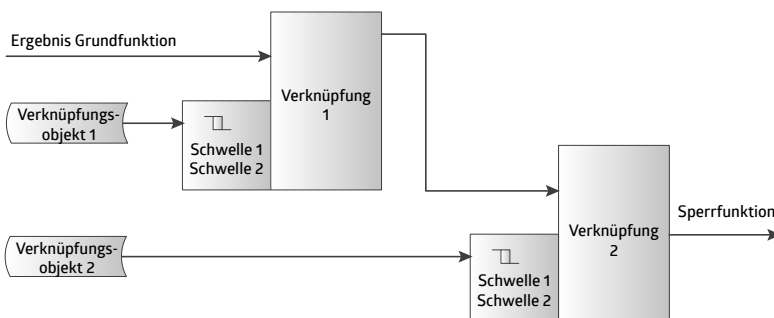 Ergebnis Grundfunktion
Verknüpfung
1
Verknüpfungs-
objekt 1
Schwelle 1
Schwelle 2
Sperrfunktion
Verknüpfung
2
Verknüpfungs-
objekt 2
Schwelle 1
Schwelle 2